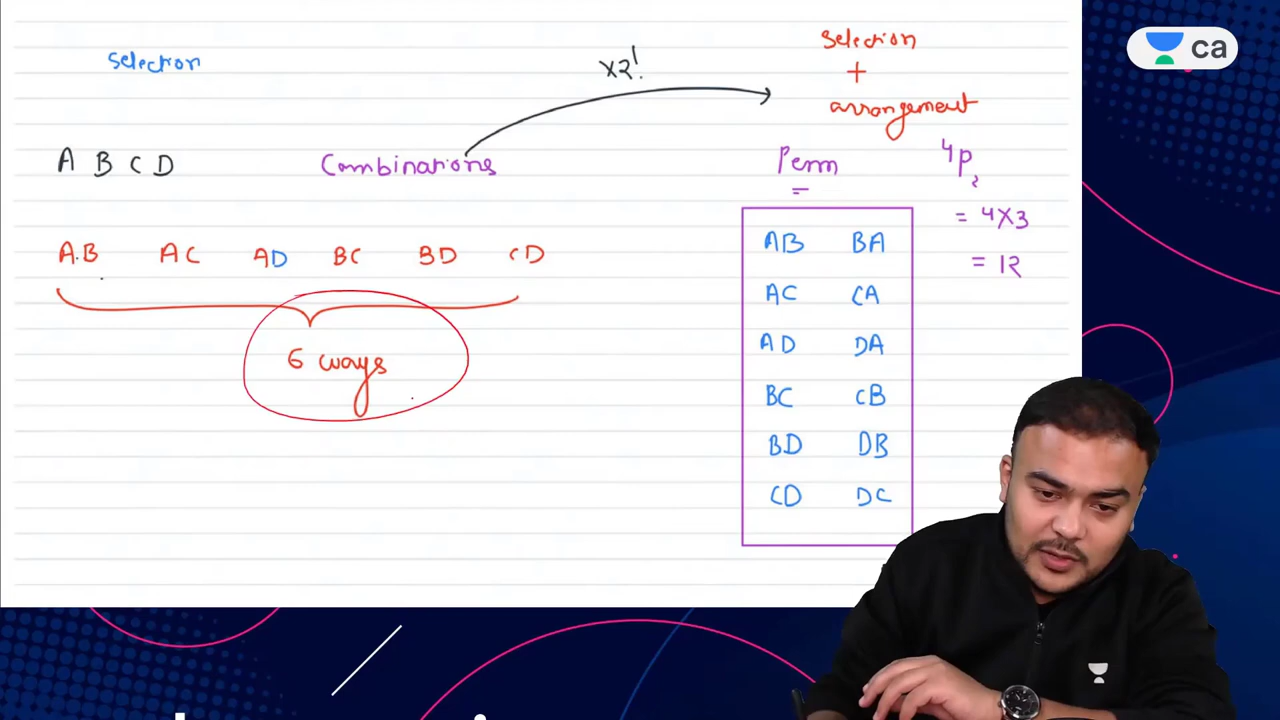 selection
×2!
selection
+
arrangement
A B C D
Combinations
Perm
=
4P2
= 4×3
= 12
A.B AC AD BC BD CD
6 ways
AB BA
AC CA
AD DA
BC CB
BD DB
CD DC
ca